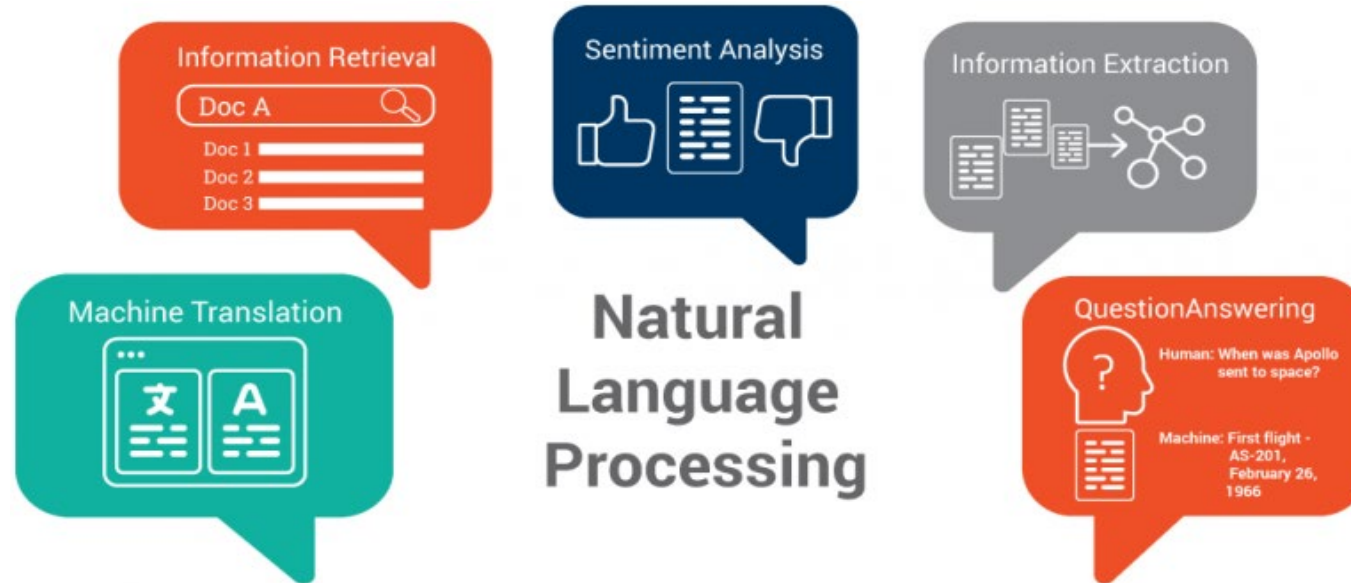 Information Retrieval
Doc A
Doc 1
Doc 2
Doc 3
Sentiment Analysis
Information Extraction
Machine Translation
文 A
Natural
Language
Processing
QuestionAnswering
?
Human: When was Apollo
sent to space?
Machine: First flight -
AS-201,
February 26,
1966